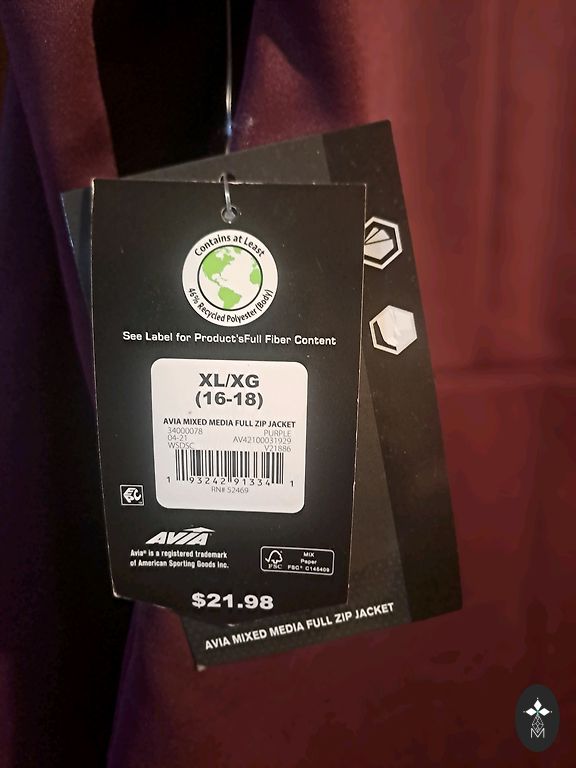 Contains at Least
46% Recycled Polyester (Body)
See Label for Product'sFull Fiber Content
XL/XG
(16-18)
AVIA MIXED MEDIA FULL ZIP JACKET
34000078 PURPLE
04-21 AV42100031929
WSDSC V21886
1 93242 91334 1
RN# 52469
AVIA
Avia® is a registered trademark
of American Sporting Goods Inc.
FSC
MIX
Paper
FSC® C145409
$21.98
AVIA MIXED MEDIA FULL ZIP JACKET
M